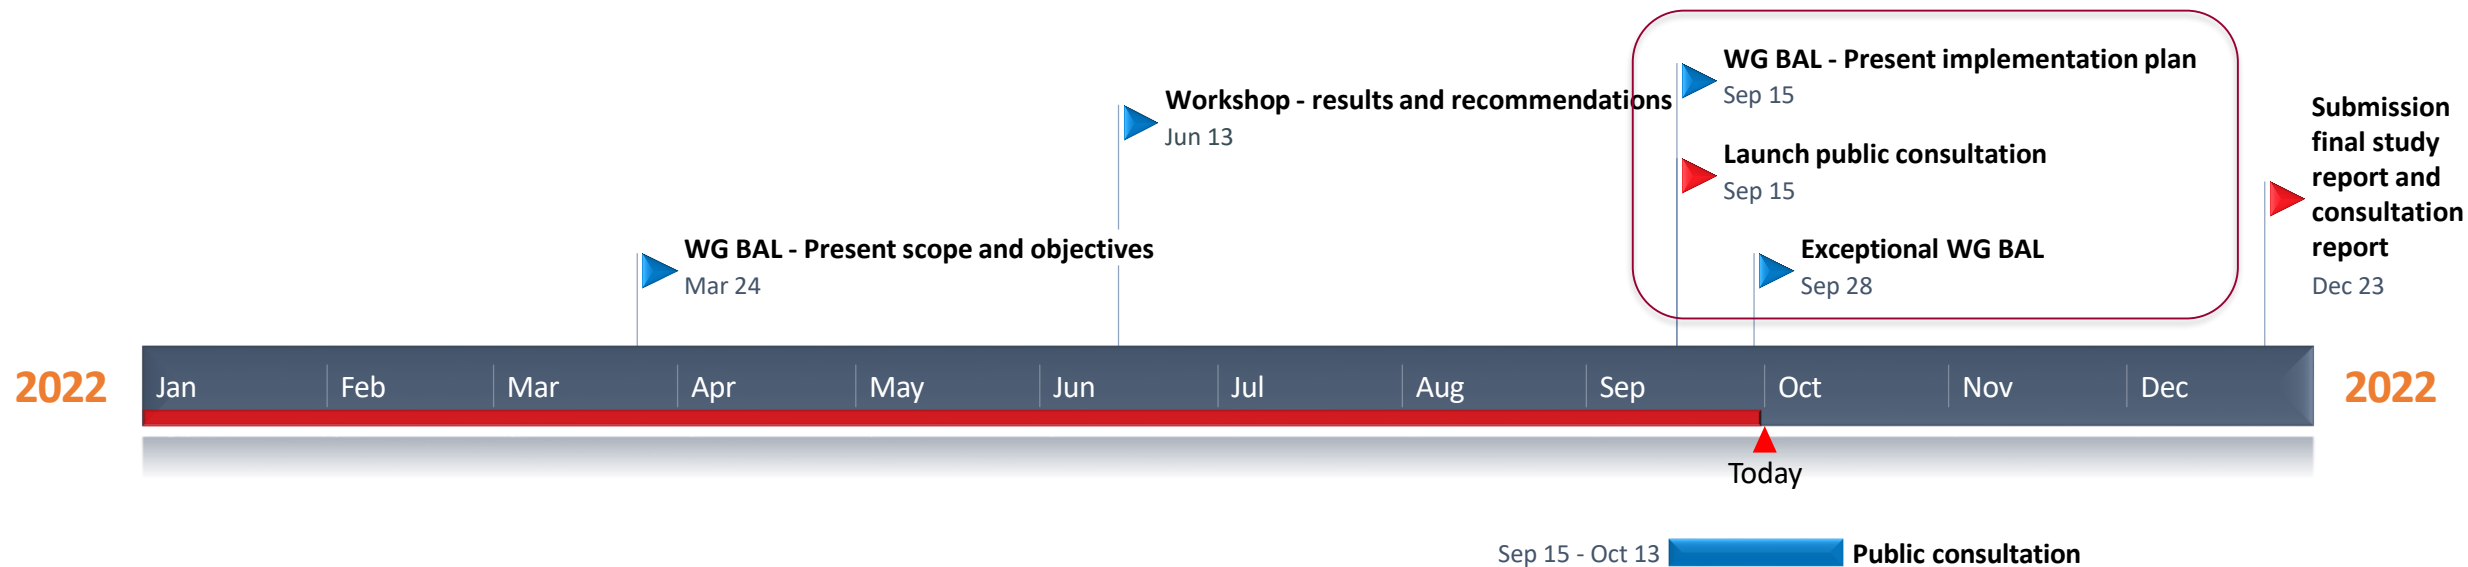 WG BAL - Present implementation plan
Sep 15
Workshop - results and recommendations
Jun 13
Submission
final study
report and
consultation
report
Dec 23
Launch public consultation
Sep 15
WG BAL - Present scope and objectives
Mar 24
Exceptional WG BAL
Sep 28
2022 Jan Feb Mar Apr May Jun Jul Aug Sep Oct Nov Dec 2022
Today
Sep 15 - Oct 13 Public consultation